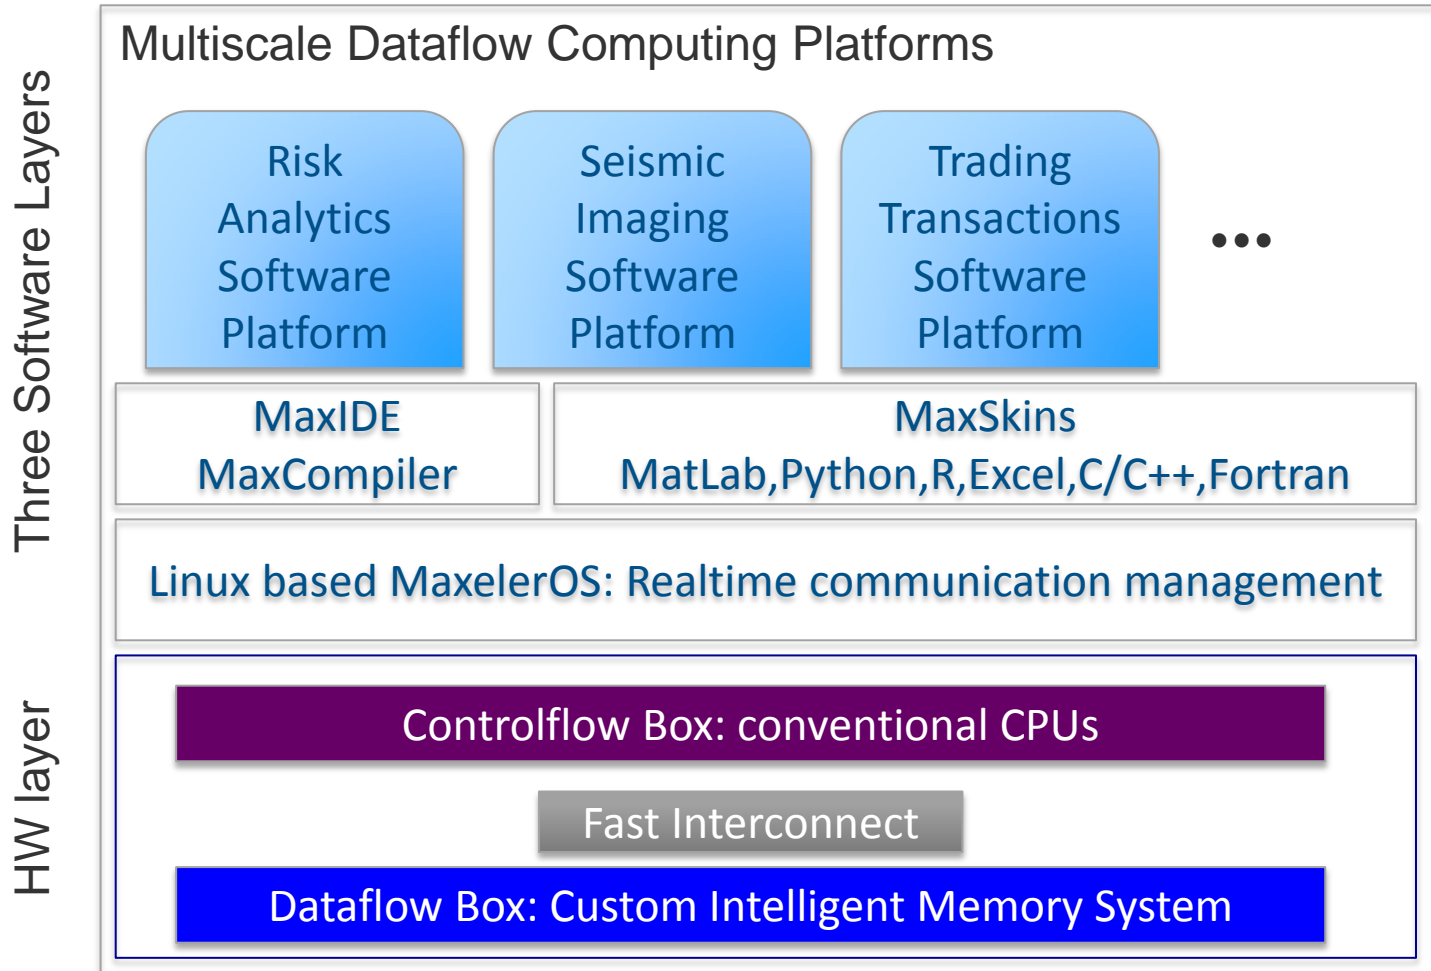 Multiscale Dataflow Computing Platforms
Three Software Layers
Risk
Analytics
Software
Platform
Seismic
Imaging
Software
Platform
Trading
Transactions
Software
Platform
...
MaxIDE
MaxCompiler
MaxSkins
MatLab,Python,R,Excel,C/C++,Fortran
Linux based MaxelerOS: Realtime communication management
HW layer
Controlflow Box: conventional CPUs
Fast Interconnect
Dataflow Box: Custom Intelligent Memory System